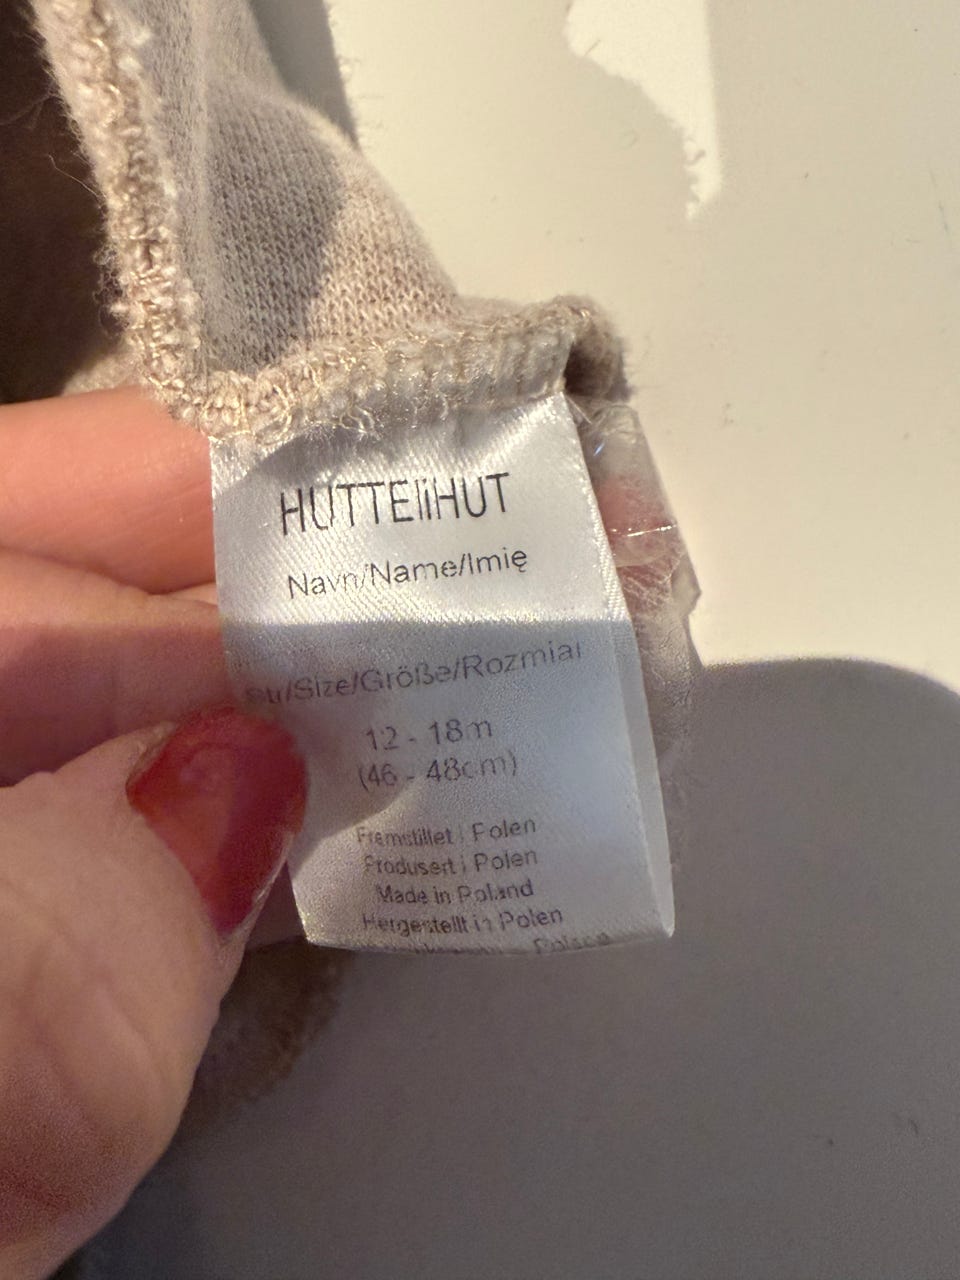 HUTTEliHUT
Navn/Name/Imię
Str/Size/Größe/Rozmiar
12 - 18m
(46 - 48cm)
Fremstillet i Polen
Produsert i Polen
Made in Poland
Hergestellt in Polen
Polsce